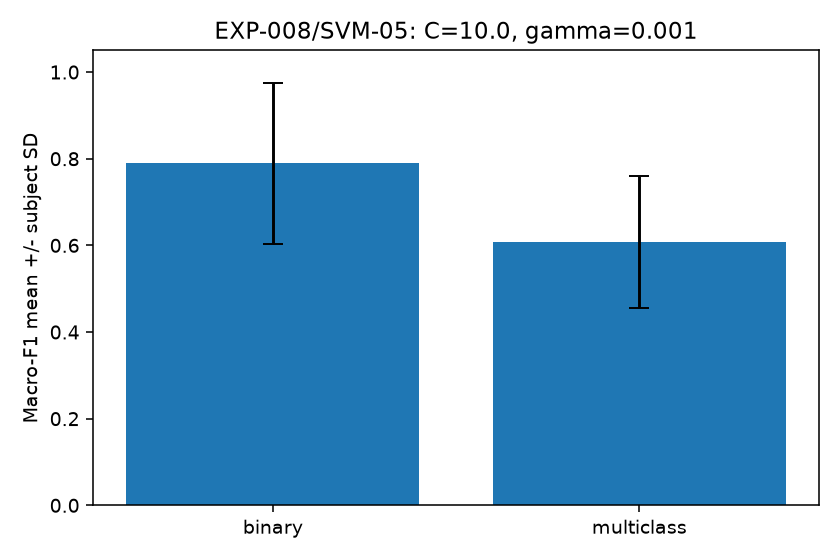 EXP-008/SVM-05: C=10.0, gamma=0.001
Macro-F1 mean +/- subject SD
1.0
0.8
0.6
0.4
0.2
0.0
binary
multiclass